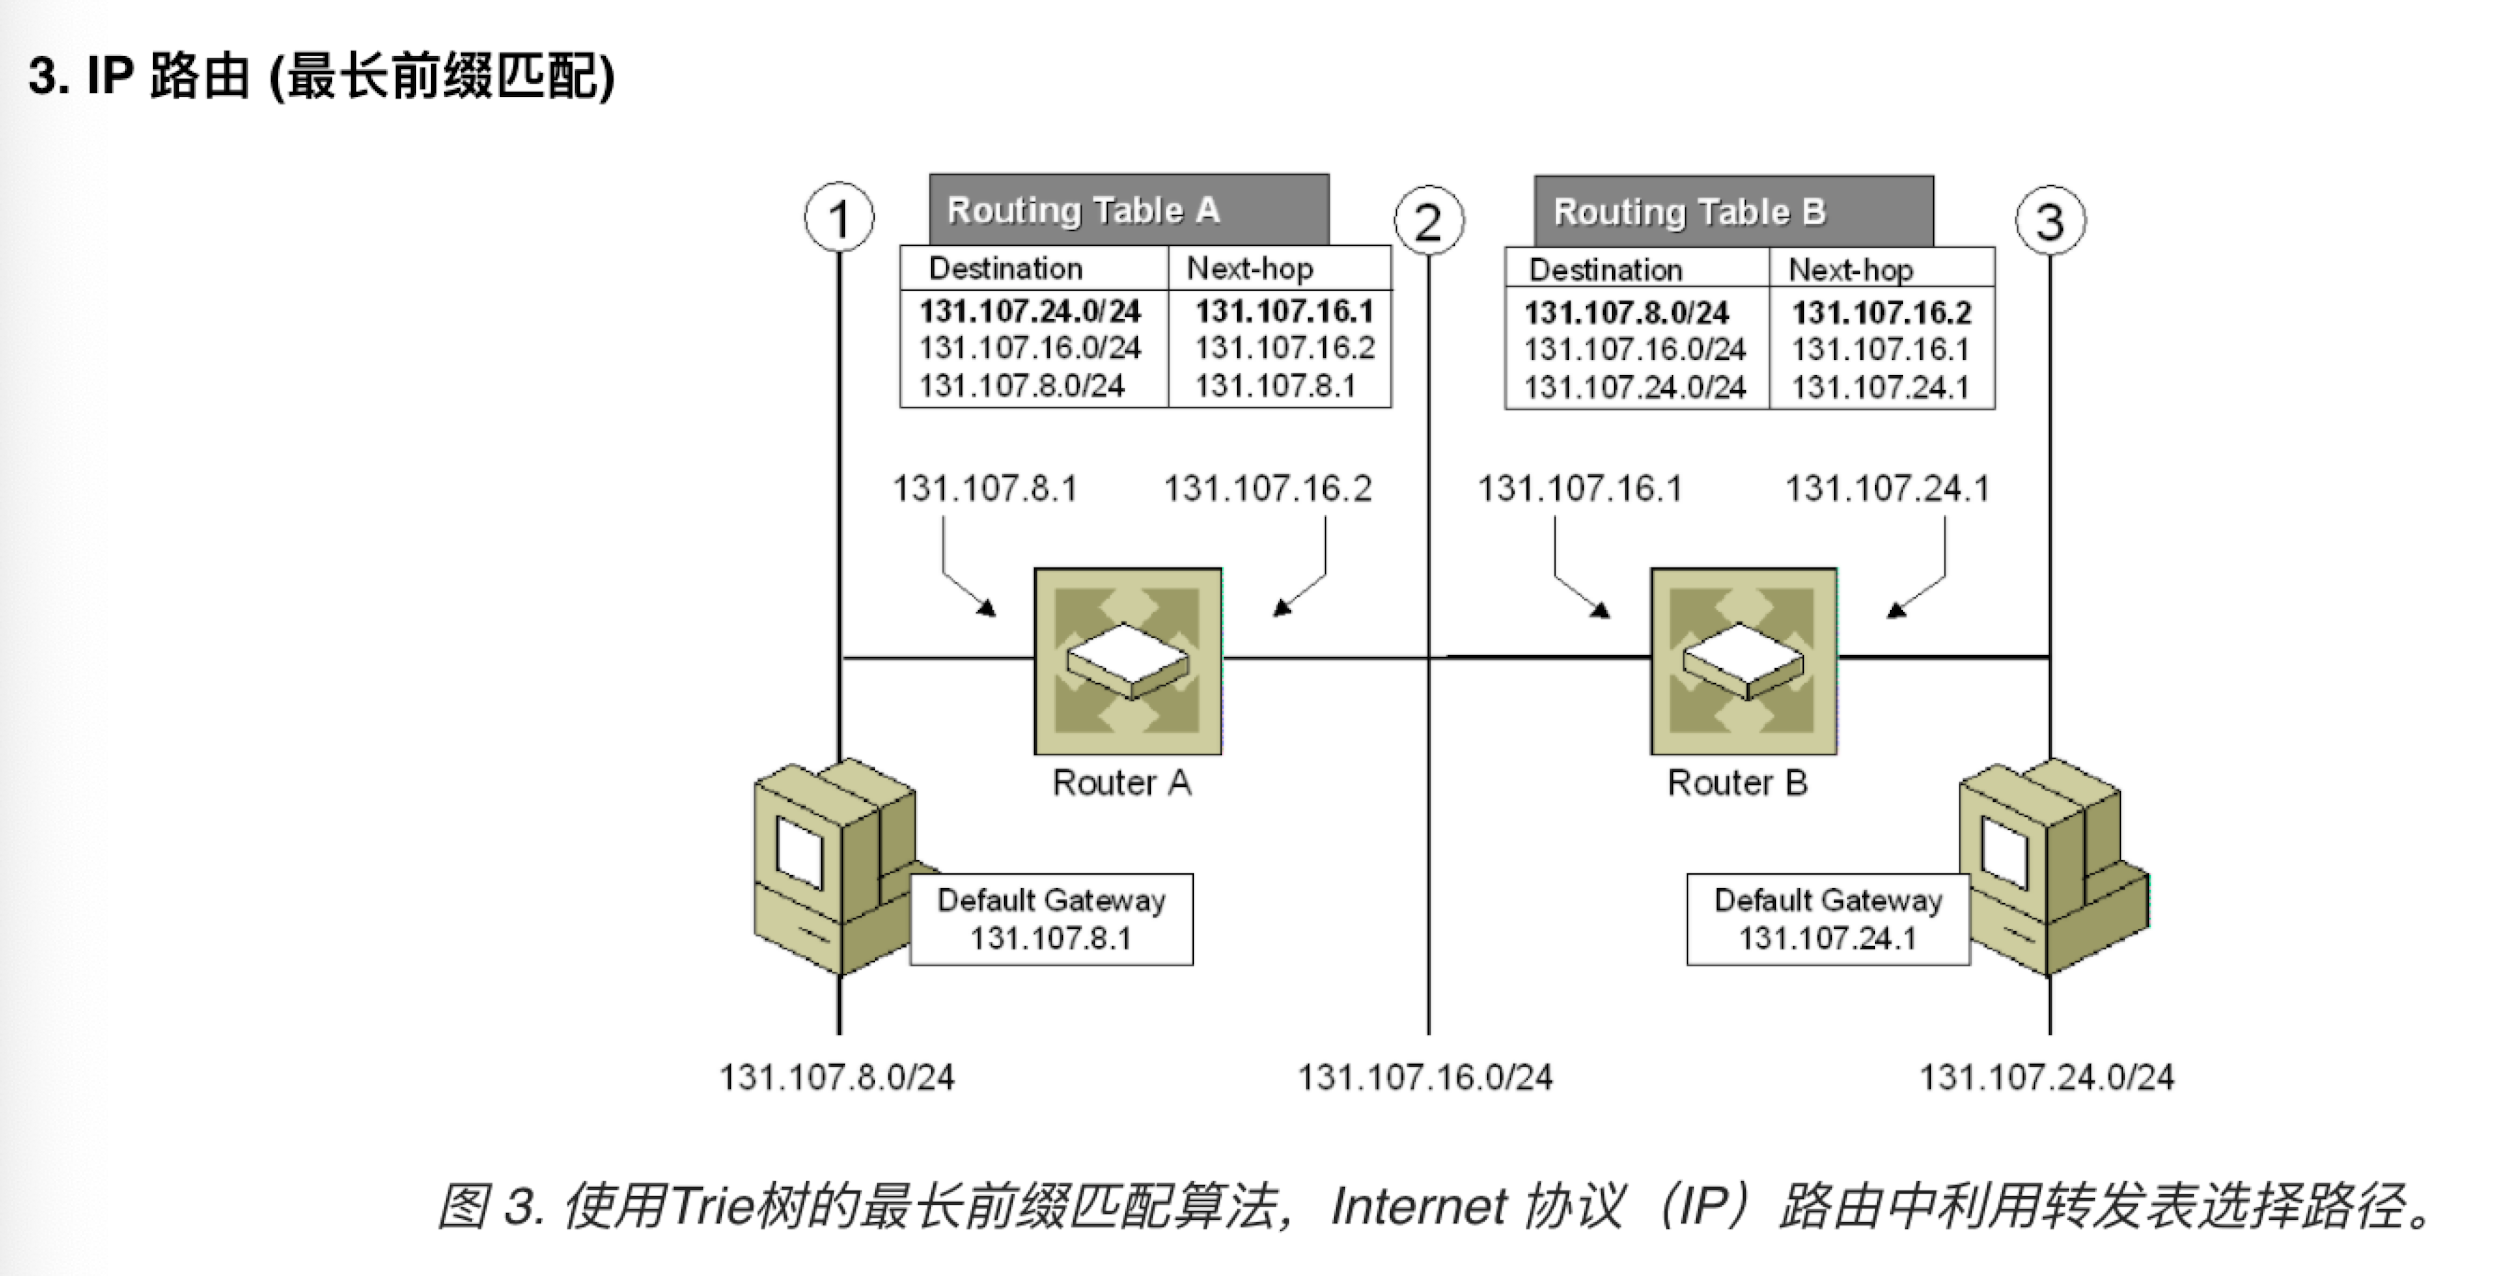 3. IP 路由 (最长前缀匹配)
1
Routing Table A
Destination Next-hop
131.107.24.0/24 131.107.16.1
131.107.16.0/24 131.107.16.2
131.107.8.0/24 131.107.8.1
2
Routing Table B
Destination Next-hop
131.107.8.0/24 131.107.16.2
131.107.16.0/24 131.107.16.1
131.107.24.0/24 131.107.24.1
3
131.107.8.1
131.107.16.2
131.107.16.1
131.107.24.1
Router A
Router B
Default Gateway
131.107.8.1
Default Gateway
131.107.24.1
131.107.8.0/24
131.107.16.0/24
131.107.24.0/24
图 3. 使用Trie树的最长前缀匹配算法，Internet 协议（IP）路由中利用转发表选择路径。